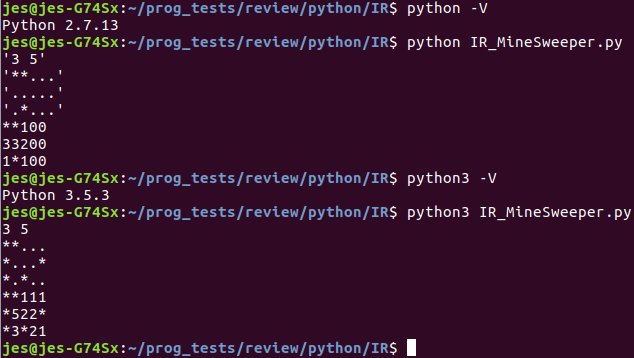 jes@jes-G74Sx:~/prog_tests/review/python/IR$ python -V
Python 2.7.13
jes@jes-G74Sx:~/prog_tests/review/python/IR$ python IR_MineSweeper.py
'3 5'
'**...'
'.....'
'.*...'
**100
33200
1*100
jes@jes-G74Sx:~/prog_tests/review/python/IR$ python3 -V
Python 3.5.3
jes@jes-G74Sx:~/prog_tests/review/python/IR$ python3 IR_MineSweeper.py
3 5
**...
*...*
*.*..
**111
*522*
*3*21
jes@jes-G74Sx:~/prog_tests/review/python/IR$